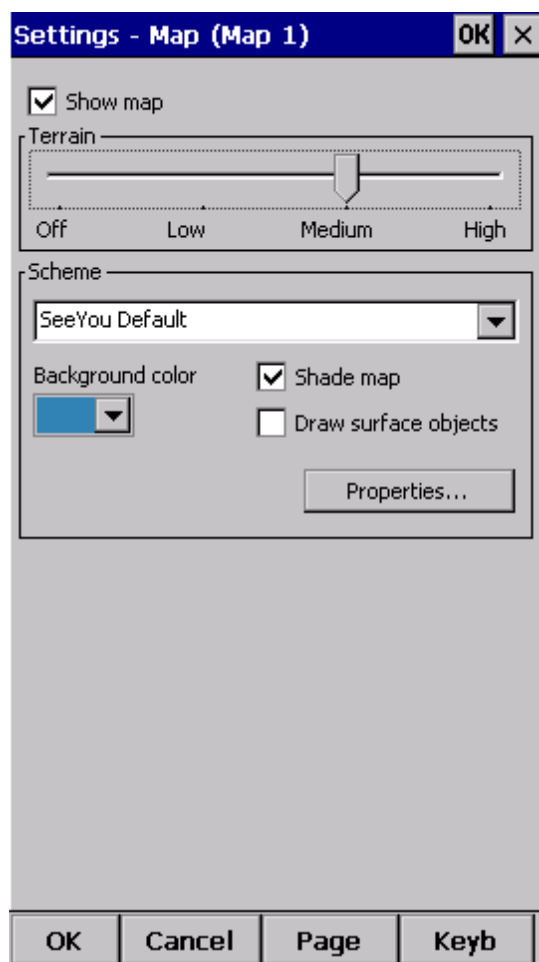 Settings - Map (Map 1) OK
Show map
Terrain
Off Low Medium High
Scheme
SeeYou Default
Background color Shade map
Draw surface objects
Properties...
OK Cancel Page Keyb